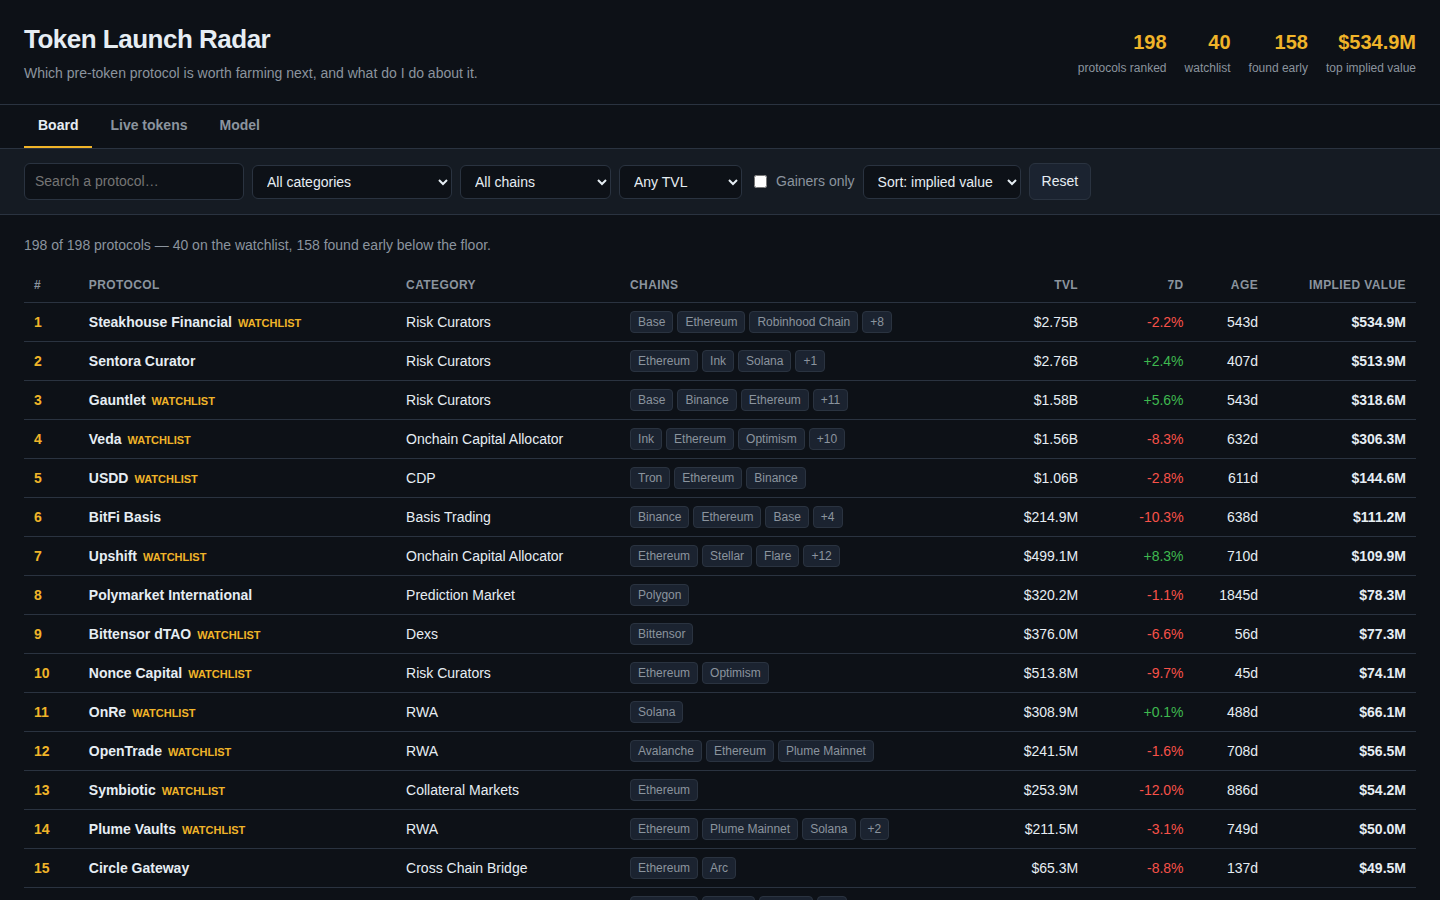 Token Launch Radar
Which pre-token protocol is worth farming next, and what do I do about it.
198 40 158 $534.9M
protocols ranked watchlist found early top implied value
Board Live tokens Model
Search a protocol… All categories All chains Any TVL Gainers only Sort: implied value Reset
198 of 198 protocols — 40 on the watchlist, 158 found early below the floor.
# PROTOCOL CATEGORY CHAINS TVL 7D AGE IMPLIED VALUE
1 Steakhouse Financial WATCHLIST Risk Curators Base Ethereum Robinhood Chain +8 $2.75B -2.2% 543d $534.9M
2 Sentora Curator Risk Curators Ethereum Ink Solana +1 $2.76B +2.4% 407d $513.9M
3 Gauntlet WATCHLIST Risk Curators Base Binance Ethereum +11 $1.58B +5.6% 543d $318.6M
4 Veda WATCHLIST Onchain Capital Allocator Ink Ethereum Optimism +10 $1.56B -8.3% 632d $306.3M
5 USDD WATCHLIST CDP Tron Ethereum Binance $1.06B -2.8% 611d $144.6M
6 BitFi Basis Basis Trading Binance Ethereum Base +4 $214.9M -10.3% 638d $111.2M
7 Upshift WATCHLIST Onchain Capital Allocator Ethereum Stellar Flare +12 $499.1M +8.3% 710d $109.9M
8 Polymarket International Prediction Market Polygon $320.2M -1.1% 1845d $78.3M
9 Bittensor dTAO WATCHLIST Dexs Bittensor $376.0M -6.6% 56d $77.3M
10 Nonce Capital WATCHLIST Risk Curators Ethereum Optimism $513.8M -9.7% 45d $74.1M
11 OnRe WATCHLIST RWA Solana $308.9M +0.1% 488d $66.1M
12 OpenTrade WATCHLIST RWA Avalanche Ethereum Plume Mainnet $241.5M -1.6% 708d $56.5M
13 Symbiotic WATCHLIST Collateral Markets Ethereum $253.9M -12.0% 886d $54.2M
14 Plume Vaults WATCHLIST RWA Ethereum Plume Mainnet Solana +2 $211.5M -3.1% 749d $50.0M
15 Circle Gateway Cross Chain Bridge Ethereum Arc $65.3M -8.8% 137d $49.5M